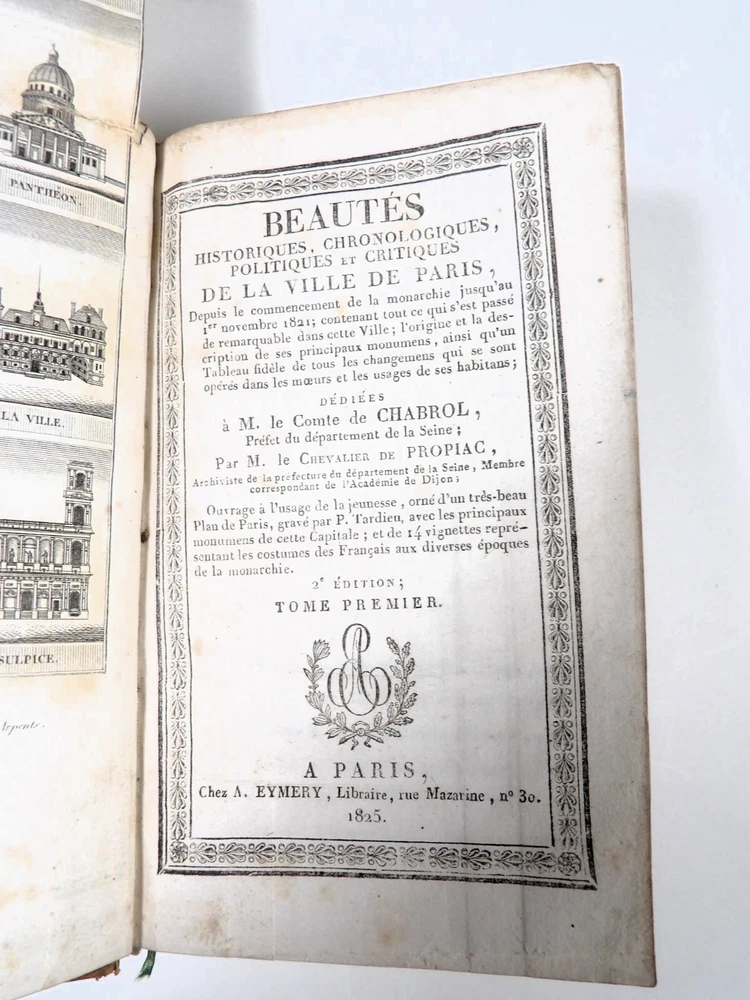 PANTHÉON.
LA VILLE.
SULPICE.
Arpents.
BEAUTÉS
HISTORIQUES, CHRONOLOGIQUES,
POLITIQUES ET CRITIQUES
DE LA VILLE DE PARIS,
Depuis le commencement de la monarchie jusqu'au
1er novembre 1821; contenant tout ce qui s'est passé
de remarquable dans cette Ville; l'origine et la des-
cription de ses principaux monumens, ainsi qu'un
Tableau fidèle de tous les changemens qui se sont
opérés dans les mœurs et les usages de ses habitans;
DÉDIÉES
à M. le Comte de CHABROL,
Préfet du département de la Seine;
Par M. le CHEVALIER DE PROPIAC,
Archiviste de la préfecture du département de la Seine, Membre
correspondant de l'Académie de Dijon;
Ouvrage à l'usage de la jeunesse, orné d'un très-beau
Plan de Paris, gravé par P. Tardieu, avec les principaux
monumens de cette Capitale; et de 14 vignettes repré-
sentant les costumes des Français aux diverses époques
de la monarchie.
2e ÉDITION;
TOME PREMIER.
AE
A PARIS,
Chez A. EYMERY, Libraire, rue Mazarine, n° 30.
1825.